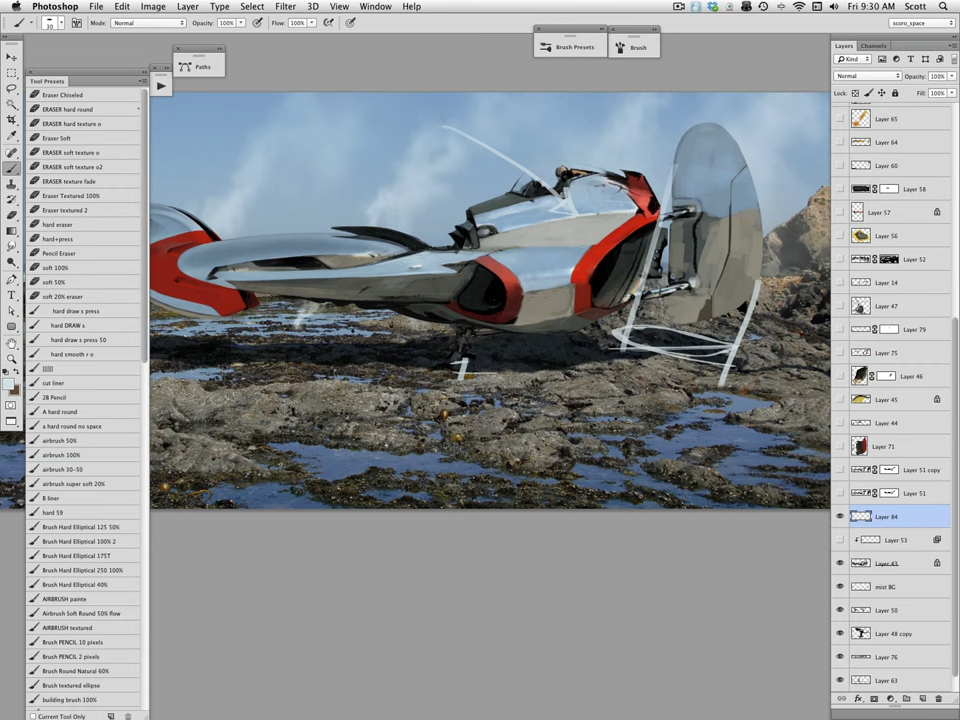 Photoshop File Edit Image Layer Type Select Filter 3D View Window Help Fri 9:30 AM Scott
30 Mode: Normal Opacity: 100% Flow: 100% scoro_space
Paths
Brush Presets Brush
Layers Channels
Kind
Normal Opacity: 100%
Lock: Fill: 100%
Tool Presets
Eraser Chiseled
ERASER hard round
ERASER hard texture o
Eraser Soft
ERASER soft texture o
ERASER soft texture o2
ERASER texture fade
Eraser Textured 100%
Eraser textured 2
hard eraser
hard+press
Pencil Eraser
soft 100%
soft 50%
soft 20% eraser
hard draw s press
hard DRAW s
hard draw s press 50
hard smooth r o
cut liner
2B Pencil
A hard round
a hard round no space
airbrush 50%
airbrush 100%
airbrush 30-50
airbrush super soft 20%
B liner
hard 59
Brush Hard Elliptical 125 50%
Brush Hard Elliptical 100% 2
Brush Hard Elliptical 175T
Brush Hard Elliptical 250 100%
Brush Hard Elliptical 40%
AIRBRUSH painte
Airbrush Soft Round 50% flow
AIRBRUSH textured
Brush PENCIL 10 pixels
Brush PENCIL 2 pixels
Brush Round Natural 60%
Brush textured ellipse
building brush 100%
Current Tool Only
Layer 65
Layer 64
Layer 60
Layer 58
Layer 57
Layer 56
Layer 52
Layer 14
Layer 47
Layer 79
Layer 75
Layer 46
Layer 45
Layer 44
Layer 71
Layer 51 copy
Layer 51
Layer 84
Layer 53
Layer 43
mist BG
Layer 50
Layer 48 copy
Layer 76
Layer 63
fx